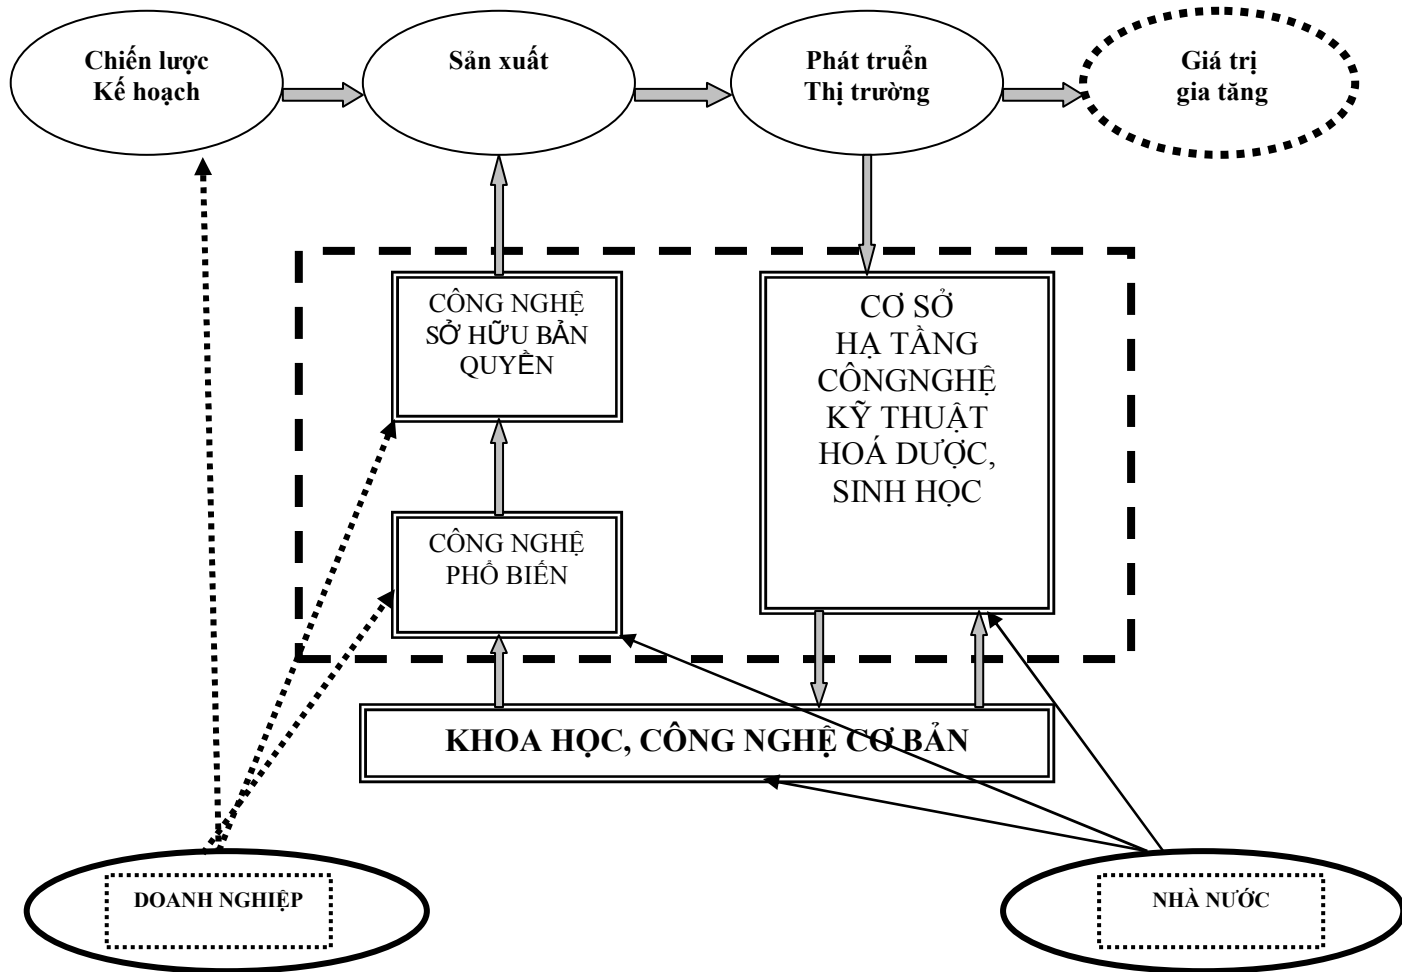 Chiến lược
Kế hoạch
Sản xuất
Phát truển
Thị trường
Giá trị
gia tăng
CÔNG NGHỆ
SỞ HỮU BẢN
QUYỀN
CƠ SỞ
HẠ TẦNG
CÔNGNGHỆ
KỸ THUẬT
HOÁ DƯỢC,
SINH HỌC
CÔNG NGHỆ
PHỔ BIẾN
KHOA HỌC, CÔNG NGHỆ CƠ BẢN
DOANH NGHIỆP
NHÀ NƯỚC